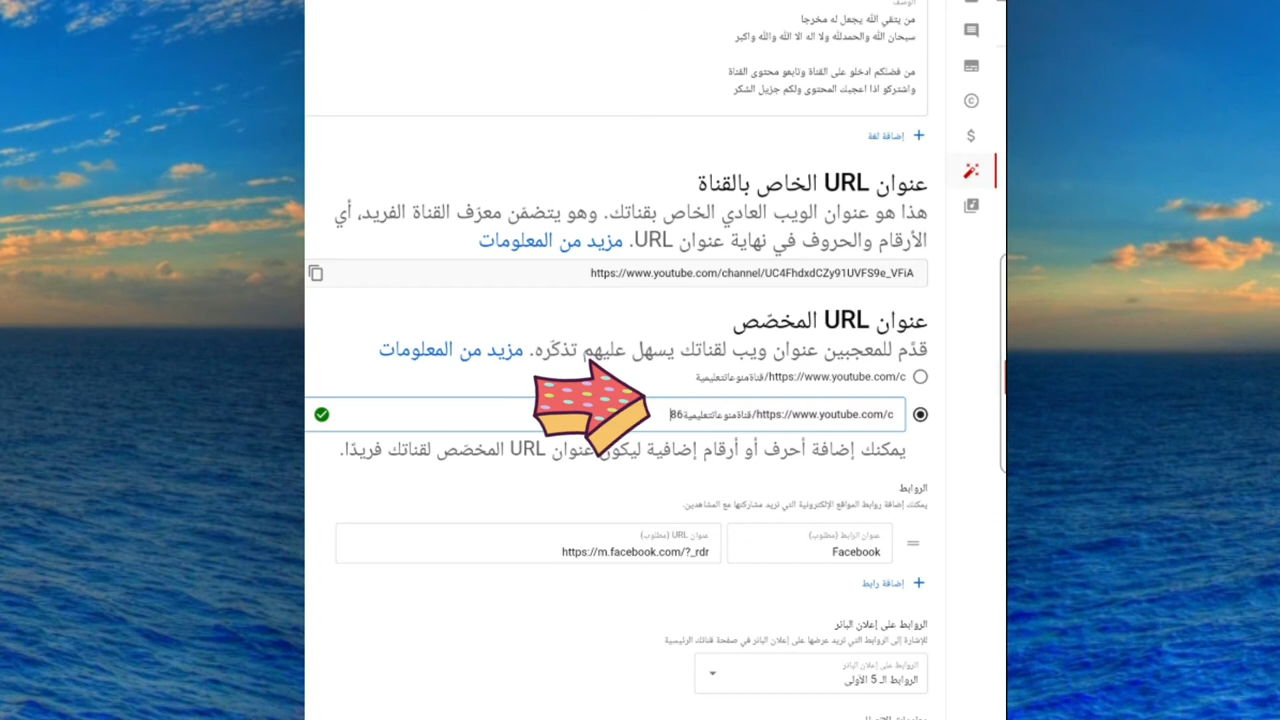 الوصف
من يتقي الله يجعل له مخرجا
سبحان الله والحمدلله ولا اله الا الله والله واكبر
من فضلكم ادخلو على القناة وتابعو محتوى القناة
واشتركو اذا اعجبك المحتوى ولكم جزيل الشكر
إضافة لغة
عنوان URL الخاص بالقناة
هذا هو عنوان الويب العادي الخاص بقناتك. وهو يتضمّن معرّف القناة الفريد، أي
الأرقام والحروف في نهاية عنوان URL. مزيد من المعلومات
https://www.youtube.com/channel/UC4FhdxdCZy91UVFS9e_VFiA
عنوان URL المخصّص
قدّم للمعجبين عنوان ويب لقناتك يسهل عليهم تذكّره. مزيد من المعلومات
https://www.youtube.com/c/قناةمنوعاتتعليمية
https://www.youtube.com/c/قناةمنوعاتتعليمية86
يمكنك إضافة أحرف أو أرقام إضافية ليكون عنوان URL المخصّص لقناتك فريدًا.
الروابط
يمكنك إضافة روابط المواقع الإلكترونية التي تريد مشاركتها مع المشاهدين.
عنوان الرابط (مطلوب)
Facebook
عنوان URL (مطلوب)
https://m.facebook.com/?_rdr
إضافة رابط
الروابط على إعلان البانر
للإشارة إلى الروابط التي تريد عرضها على إعلان البانر في صفحة قناتك الرئيسية
الروابط على إعلان البانر
الروابط الـ 5 الأولى